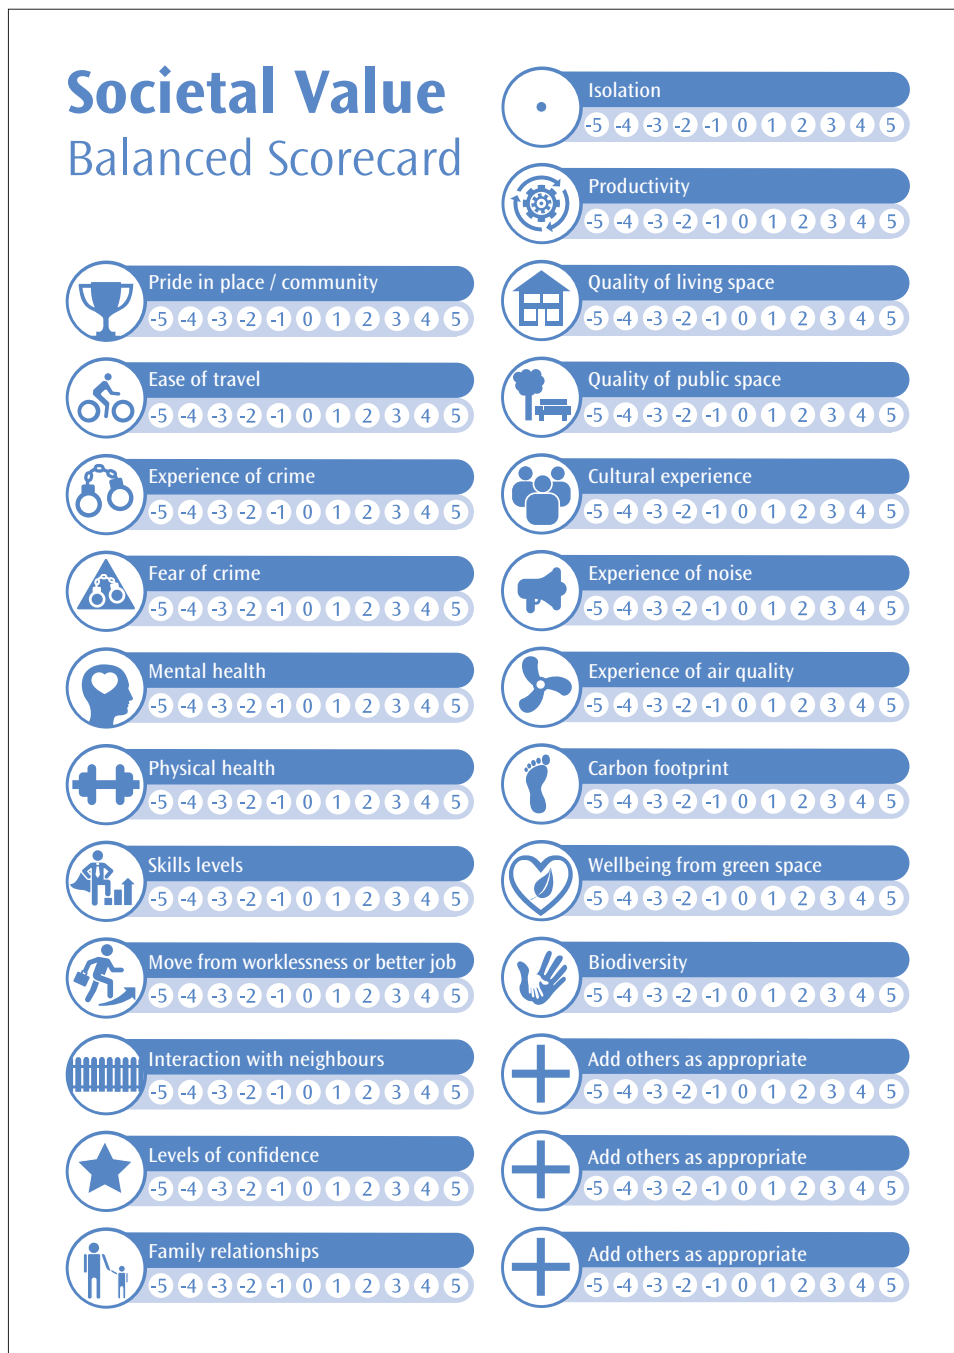 Societal Value
Balanced Scorecard
Pride in place / community
-5 -4 -3 -2 -1 0 1 2 3 4 5
Ease of travel
-5 -4 -3 -2 -1 0 1 2 3 4 5
Experience of crime
-5 -4 -3 -2 -1 0 1 2 3 4 5
Fear of crime
-5 -4 -3 -2 -1 0 1 2 3 4 5
Mental health
-5 -4 -3 -2 -1 0 1 2 3 4 5
Physical health
-5 -4 -3 -2 -1 0 1 2 3 4 5
Skills levels
-5 -4 -3 -2 -1 0 1 2 3 4 5
Move from worklessness or better job
-5 -4 -3 -2 -1 0 1 2 3 4 5
Interaction with neighbours
-5 -4 -3 -2 -1 0 1 2 3 4 5
Levels of confidence
-5 -4 -3 -2 -1 0 1 2 3 4 5
Family relationships
-5 -4 -3 -2 -1 0 1 2 3 4 5
Isolation
-5 -4 -3 -2 -1 0 1 2 3 4 5
Productivity
-5 -4 -3 -2 -1 0 1 2 3 4 5
Quality of living space
-5 -4 -3 -2 -1 0 1 2 3 4 5
Quality of public space
-5 -4 -3 -2 -1 0 1 2 3 4 5
Cultural experience
-5 -4 -3 -2 -1 0 1 2 3 4 5
Experience of noise
-5 -4 -3 -2 -1 0 1 2 3 4 5
Experience of air quality
-5 -4 -3 -2 -1 0 1 2 3 4 5
Carbon footprint
-5 -4 -3 -2 -1 0 1 2 3 4 5
Wellbeing from green space
-5 -4 -3 -2 -1 0 1 2 3 4 5
Biodiversity
-5 -4 -3 -2 -1 0 1 2 3 4 5
Add others as appropriate
-5 -4 -3 -2 -1 0 1 2 3 4 5
Add others as appropriate
-5 -4 -3 -2 -1 0 1 2 3 4 5
Add others as appropriate
-5 -4 -3 -2 -1 0 1 2 3 4 5